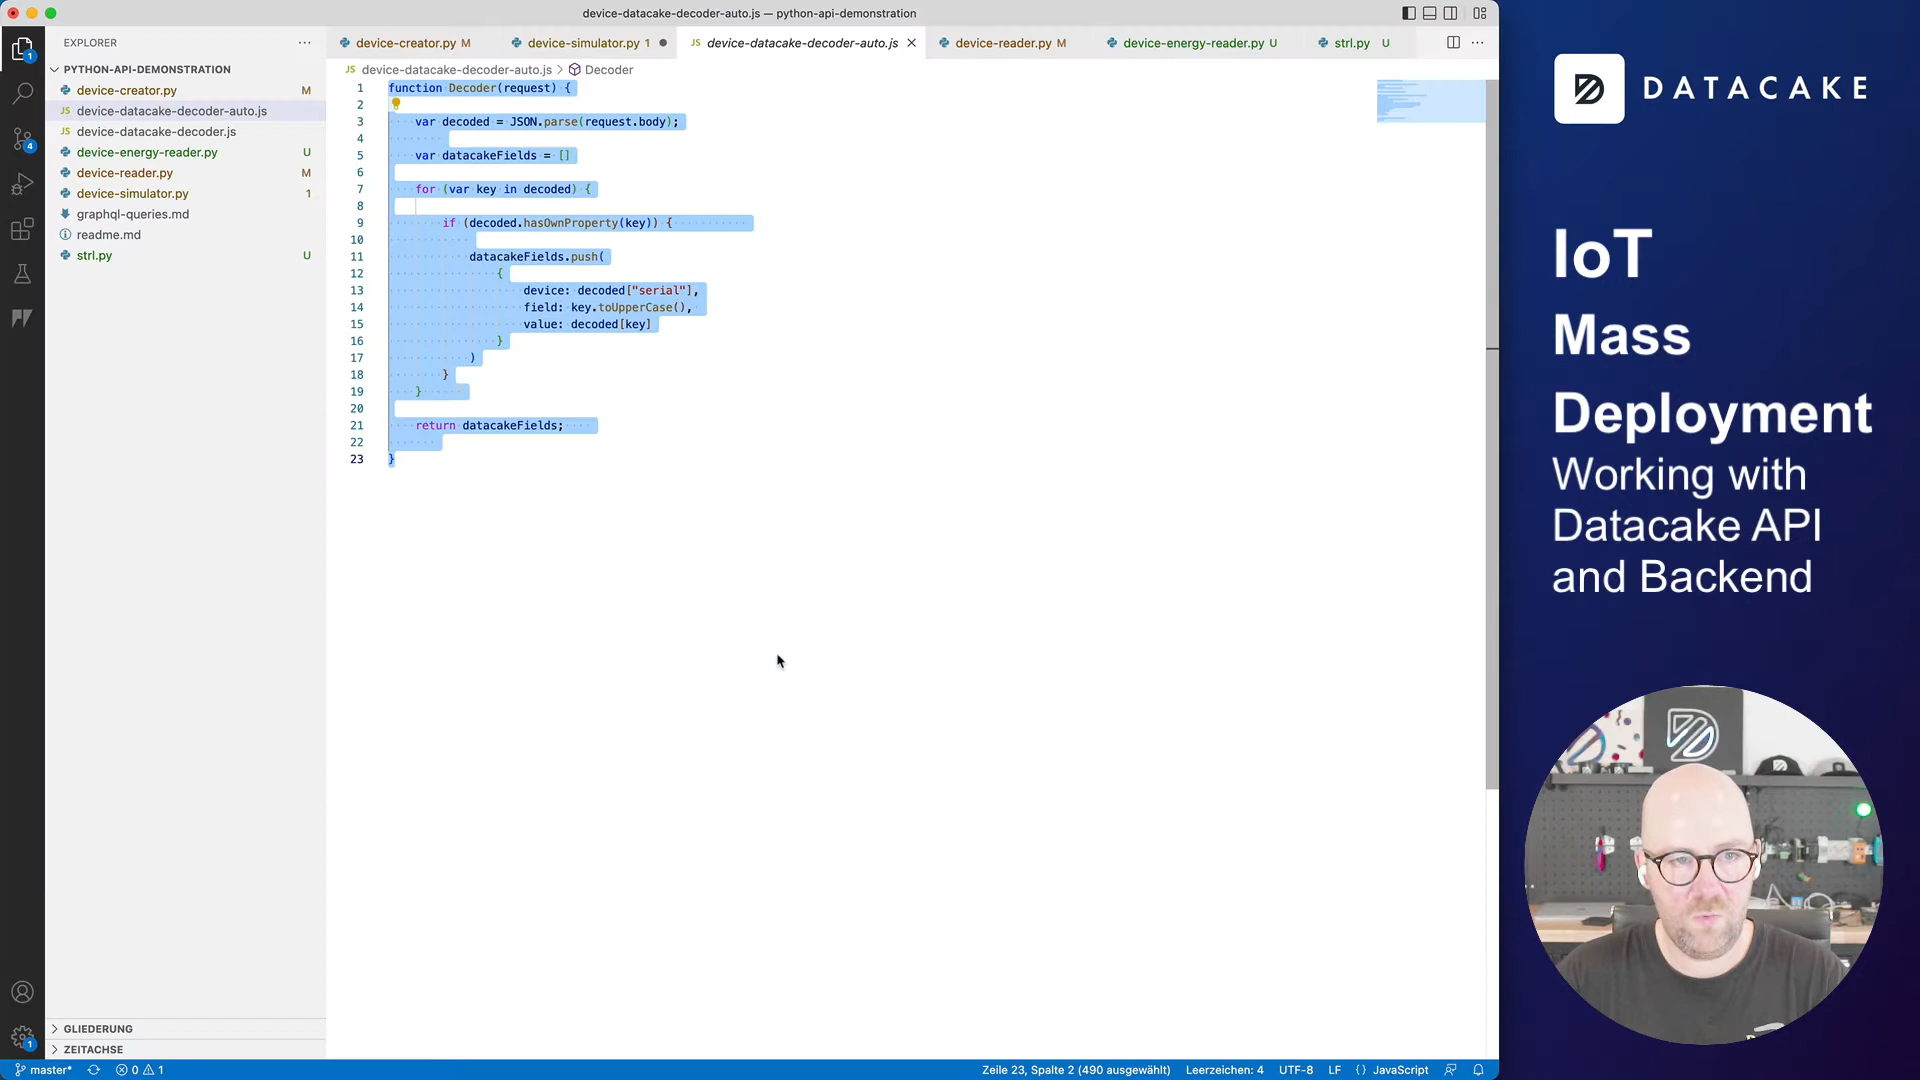 device-datacake-decoder-auto.js — python-api-demonstration
EXPLORER
PYTHON-API-DEMONSTRATION
device-creator.py M
JS device-datacake-decoder-auto.js
JS device-datacake-decoder.js
device-energy-reader.py U
device-reader.py M
device-simulator.py 1
graphql-queries.md
readme.md
strl.py U
GLIEDERUNG
ZEITACHSE
1
4
1
device-creator.py M
device-simulator.py 1
JS device-datacake-decoder-auto.js
device-reader.py M
device-energy-reader.py U
strl.py U
JS device-datacake-decoder-auto.js > Decoder
1 function Decoder(request) {
2
3 var decoded = JSON.parse(request.body);
4
5 var datacakeFields = []
6
7 for (var key in decoded) {
8
9 if (decoded.hasOwnProperty(key)) {
10
11 datacakeFields.push(
12 {
13 device: decoded["serial"],
14 field: key.toUpperCase(),
15 value: decoded[key]
16 }
17 )
18 }
19 }
20
21 return datacakeFields;
22
23 }
master* 0 1
Zeile 23, Spalte 2 (490 ausgewählt) Leerzeichen: 4 UTF-8 LF {} JavaScript
DATACAKE
IoT
Mass
Deployment
Working with
Datacake API
and Backend